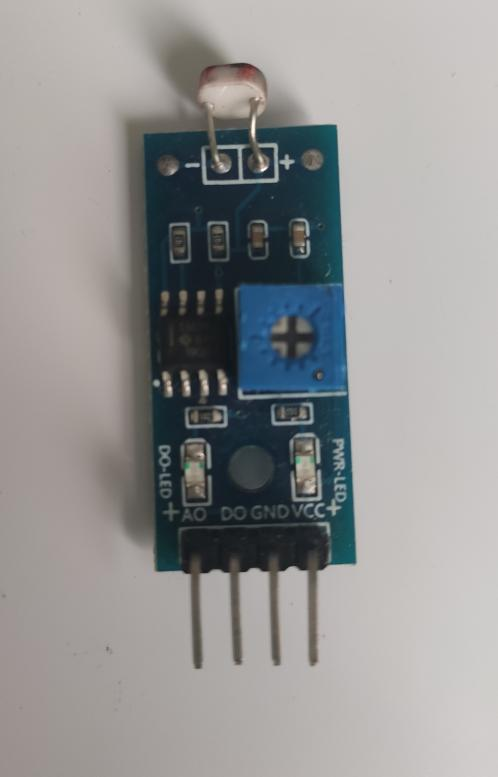 - +
DO-LED
PWR-LED
+ AO DO GND VCC +